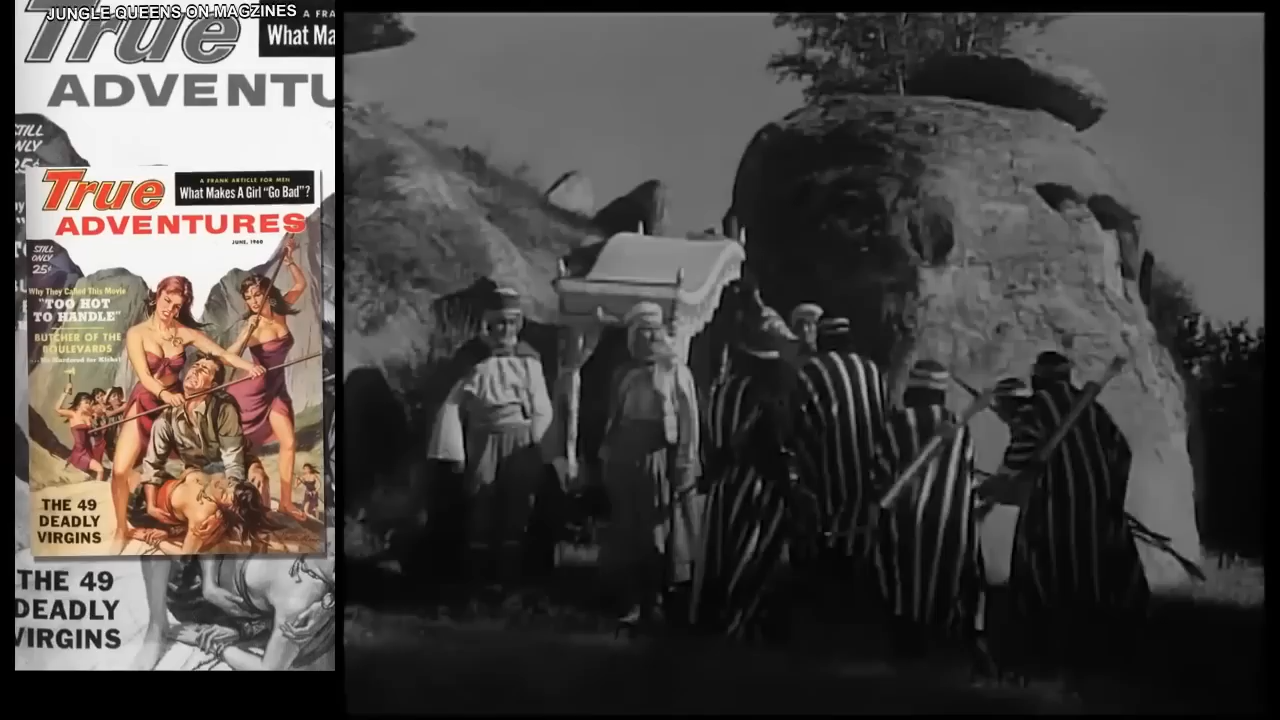 JUNGLE QUEENS ON MAGZINES
True
A FRA
What Ma
ADVENTU
STILL
ONLY
25¢
True
A FRANK ARTICLE FOR MEN
What Makes A Girl "Go Bad"?
ADVENTURES
JUNE, 1960
STILL
ONLY
25¢
Why They Called This Movie
"TOO HOT
TO HANDLE"
BUTCHER OF THE
BOULEVARDS
THE 49
DEADLY
VIRGINS
THE 49
DEADLY
VIRGINS